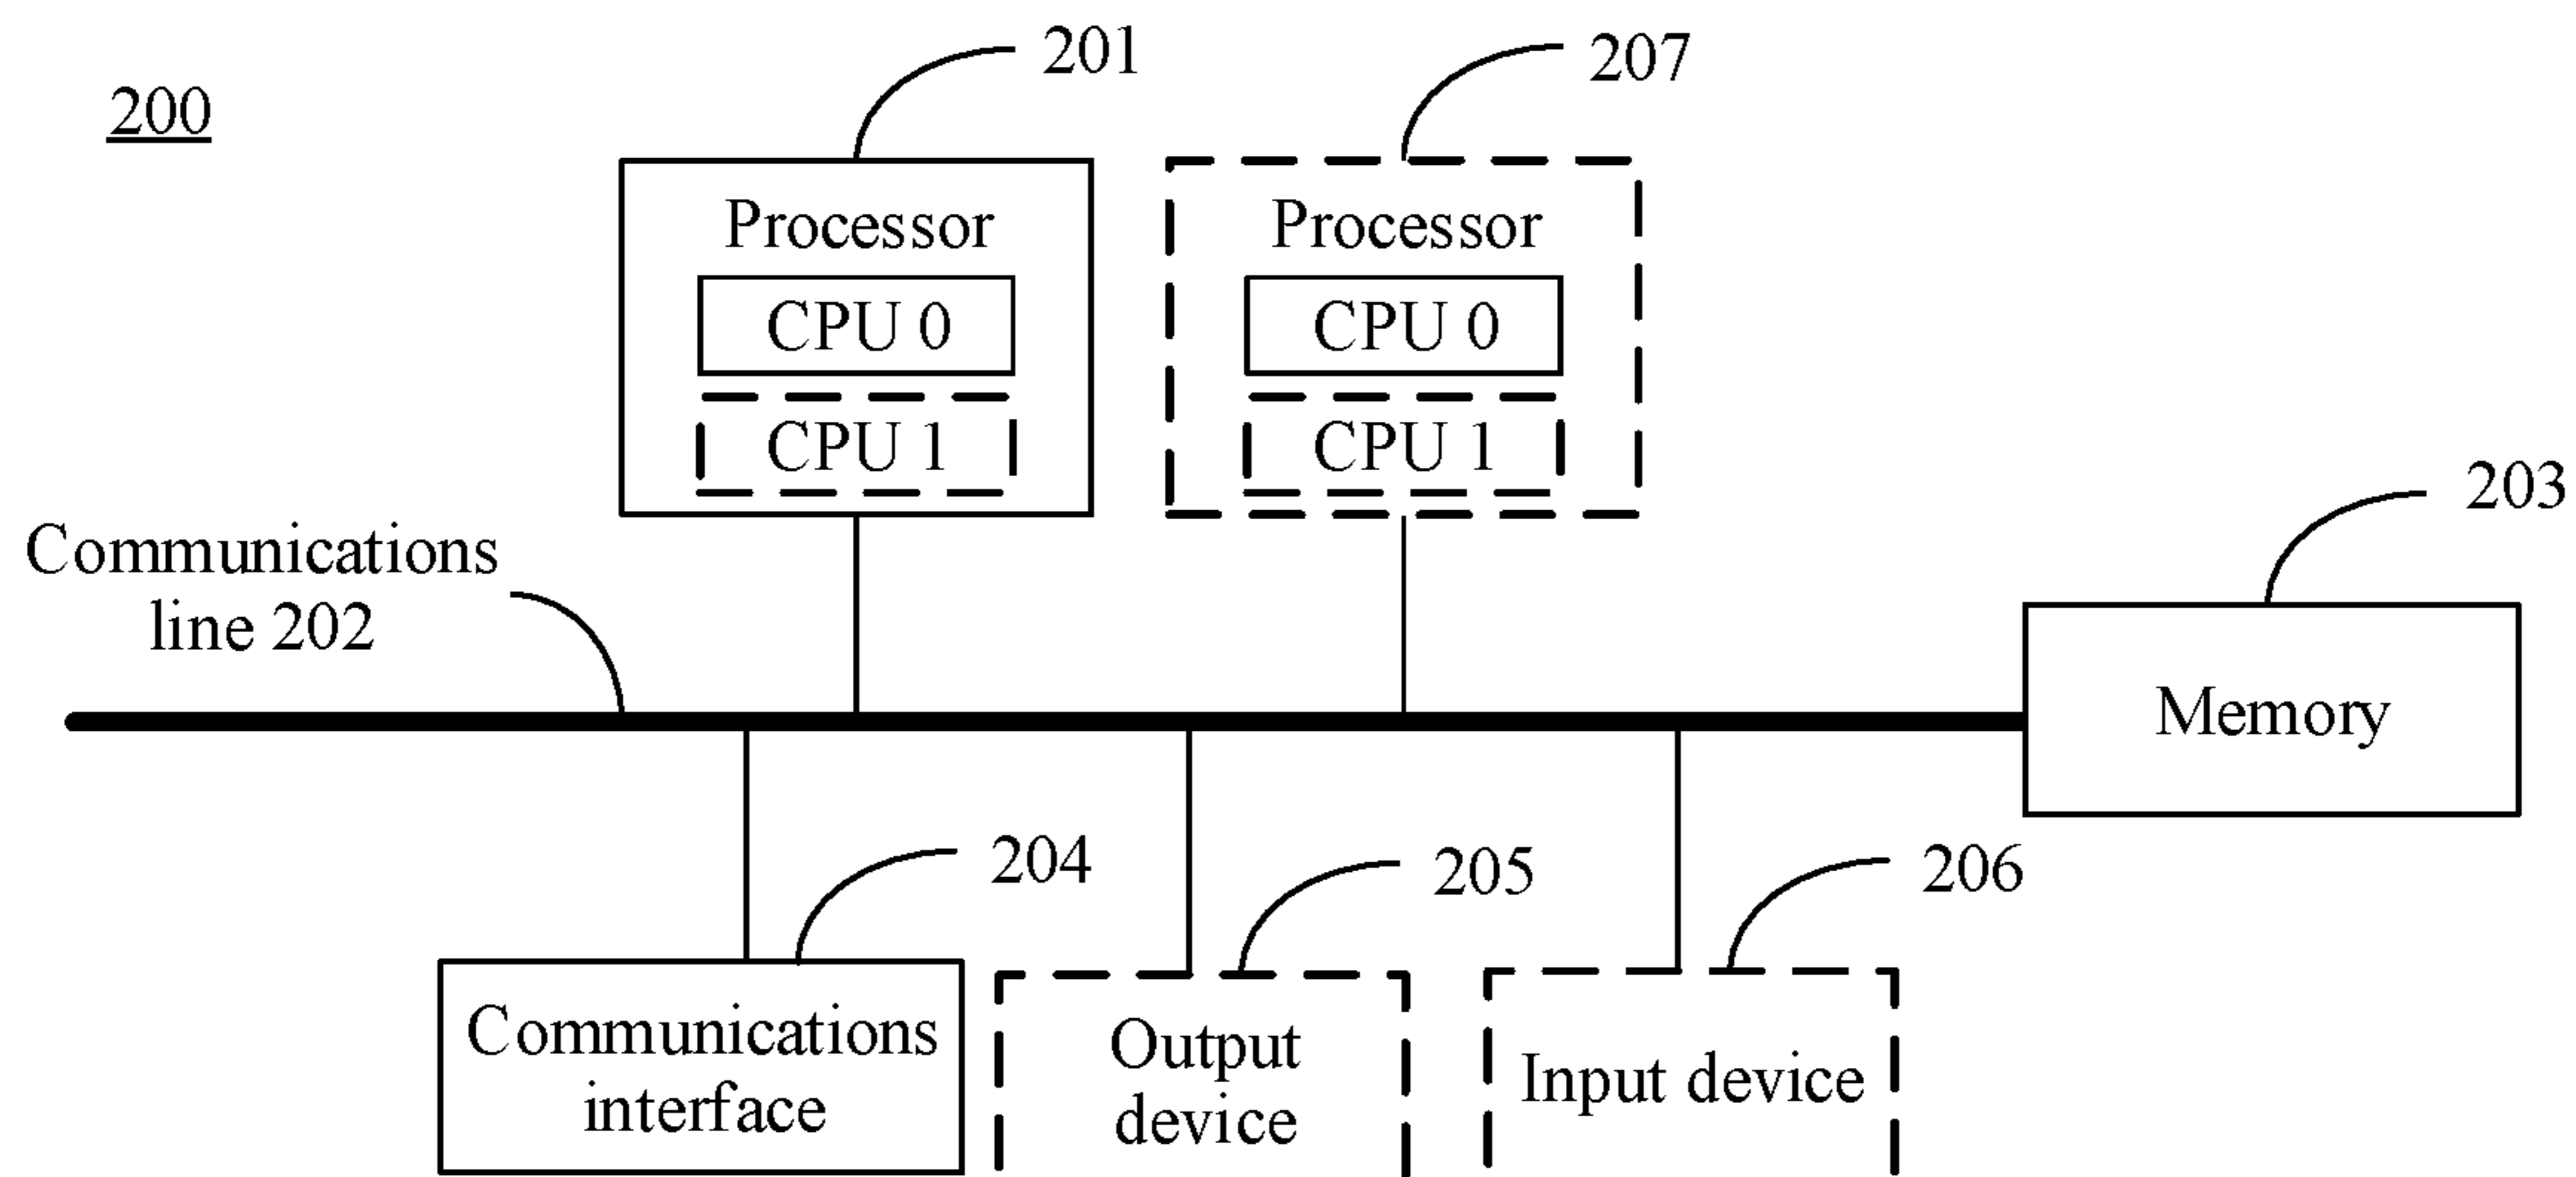 200
201
207
Processor
CPU 0
CPU 1
Processor
CPU 0
CPU 1
203
Communications
line 202
Memory
204
205
206
Communications
interface
Output
device
Input device